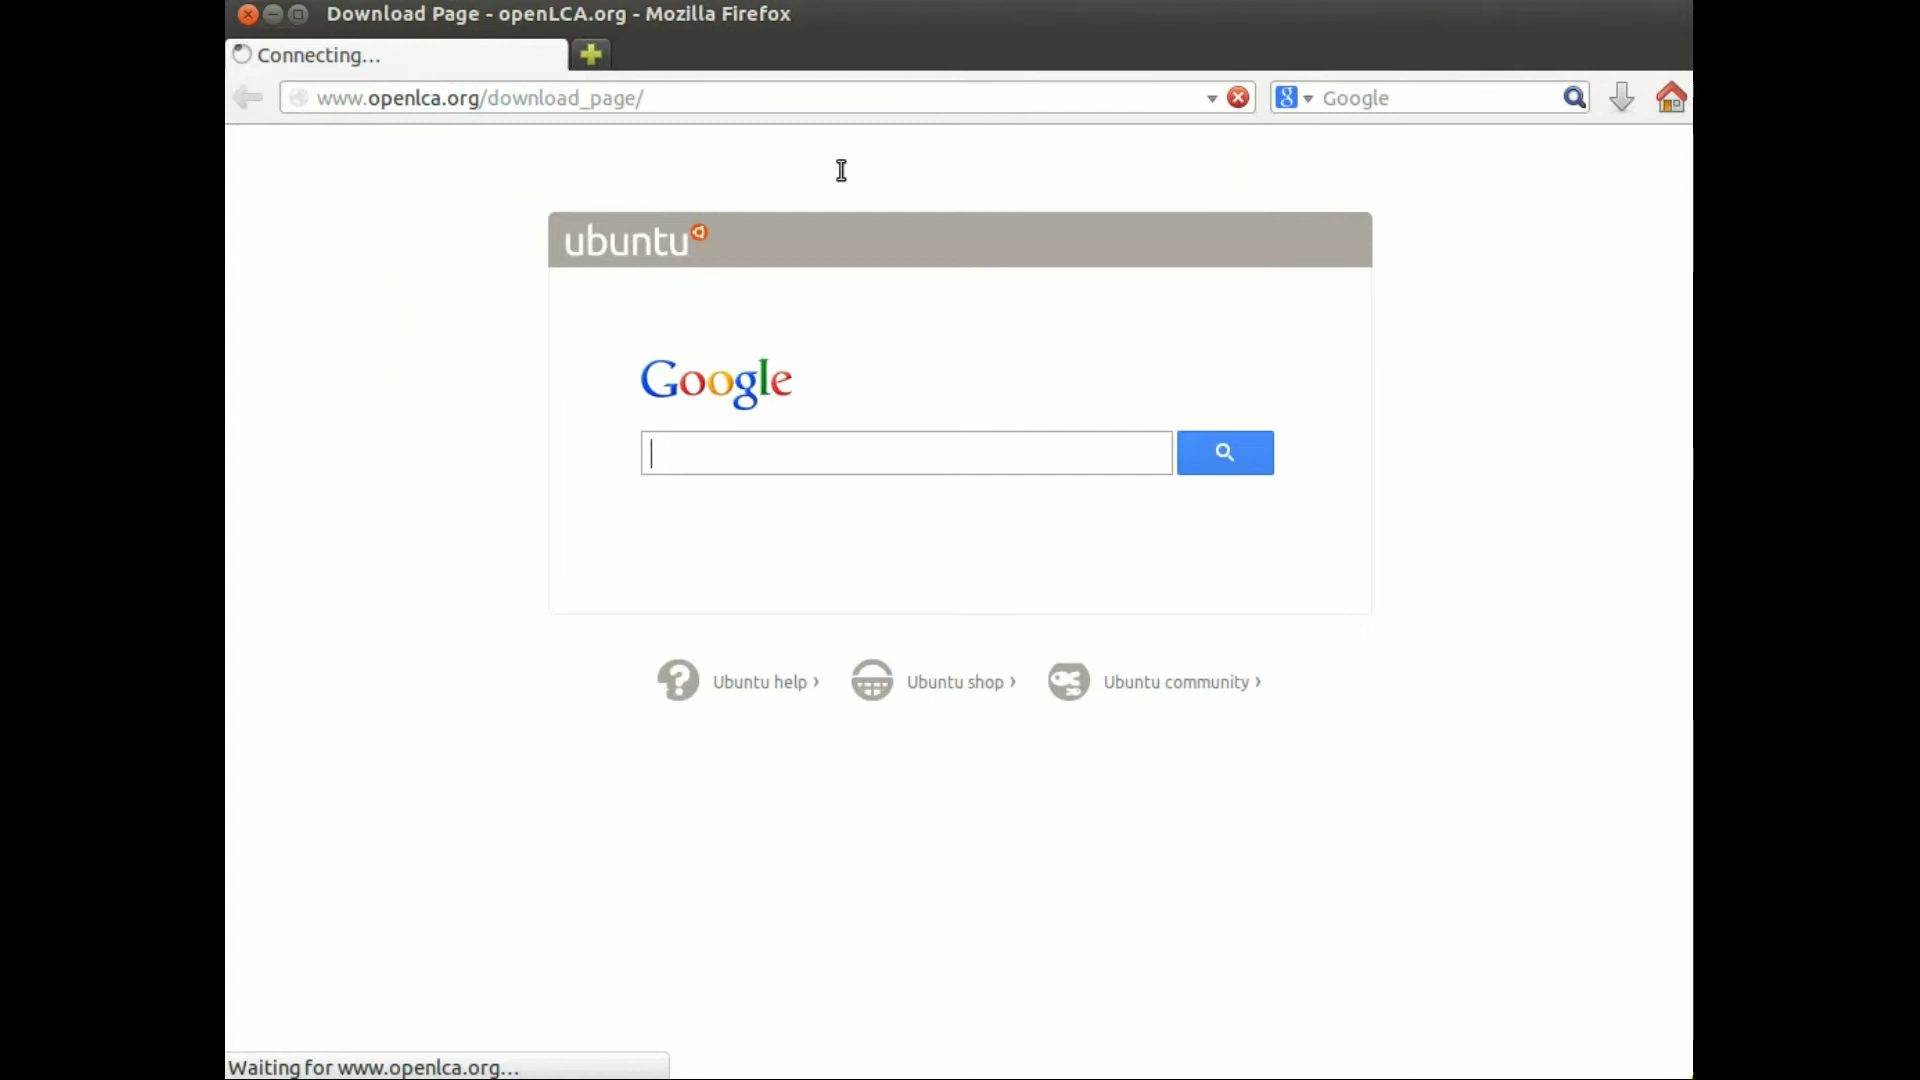 Download Page - openLCA.org - Mozilla Firefox
Connecting...
www.openlca.org/download_page/
8 Google
ubuntu
Google
Ubuntu help ›
Ubuntu shop ›
Ubuntu community ›
Waiting for www.openlca.org...